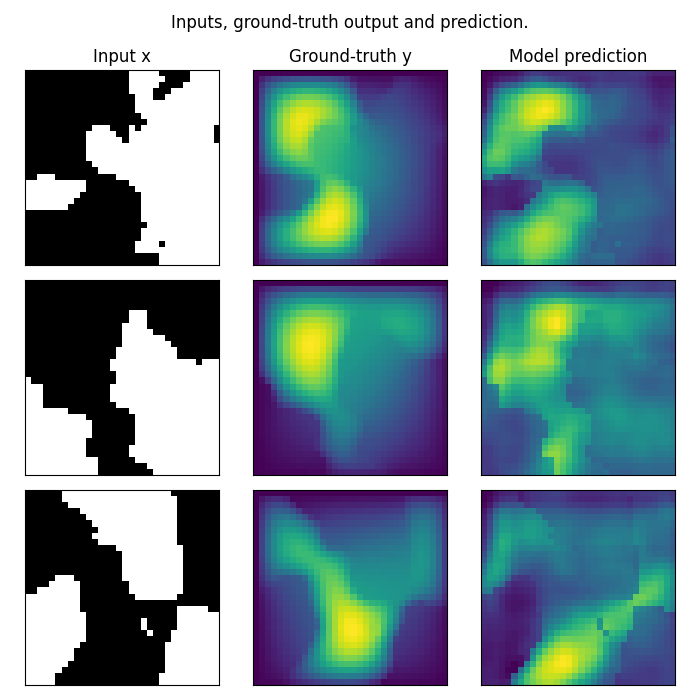 Inputs, ground-truth output and prediction.
Input x
Ground-truth y
Model prediction